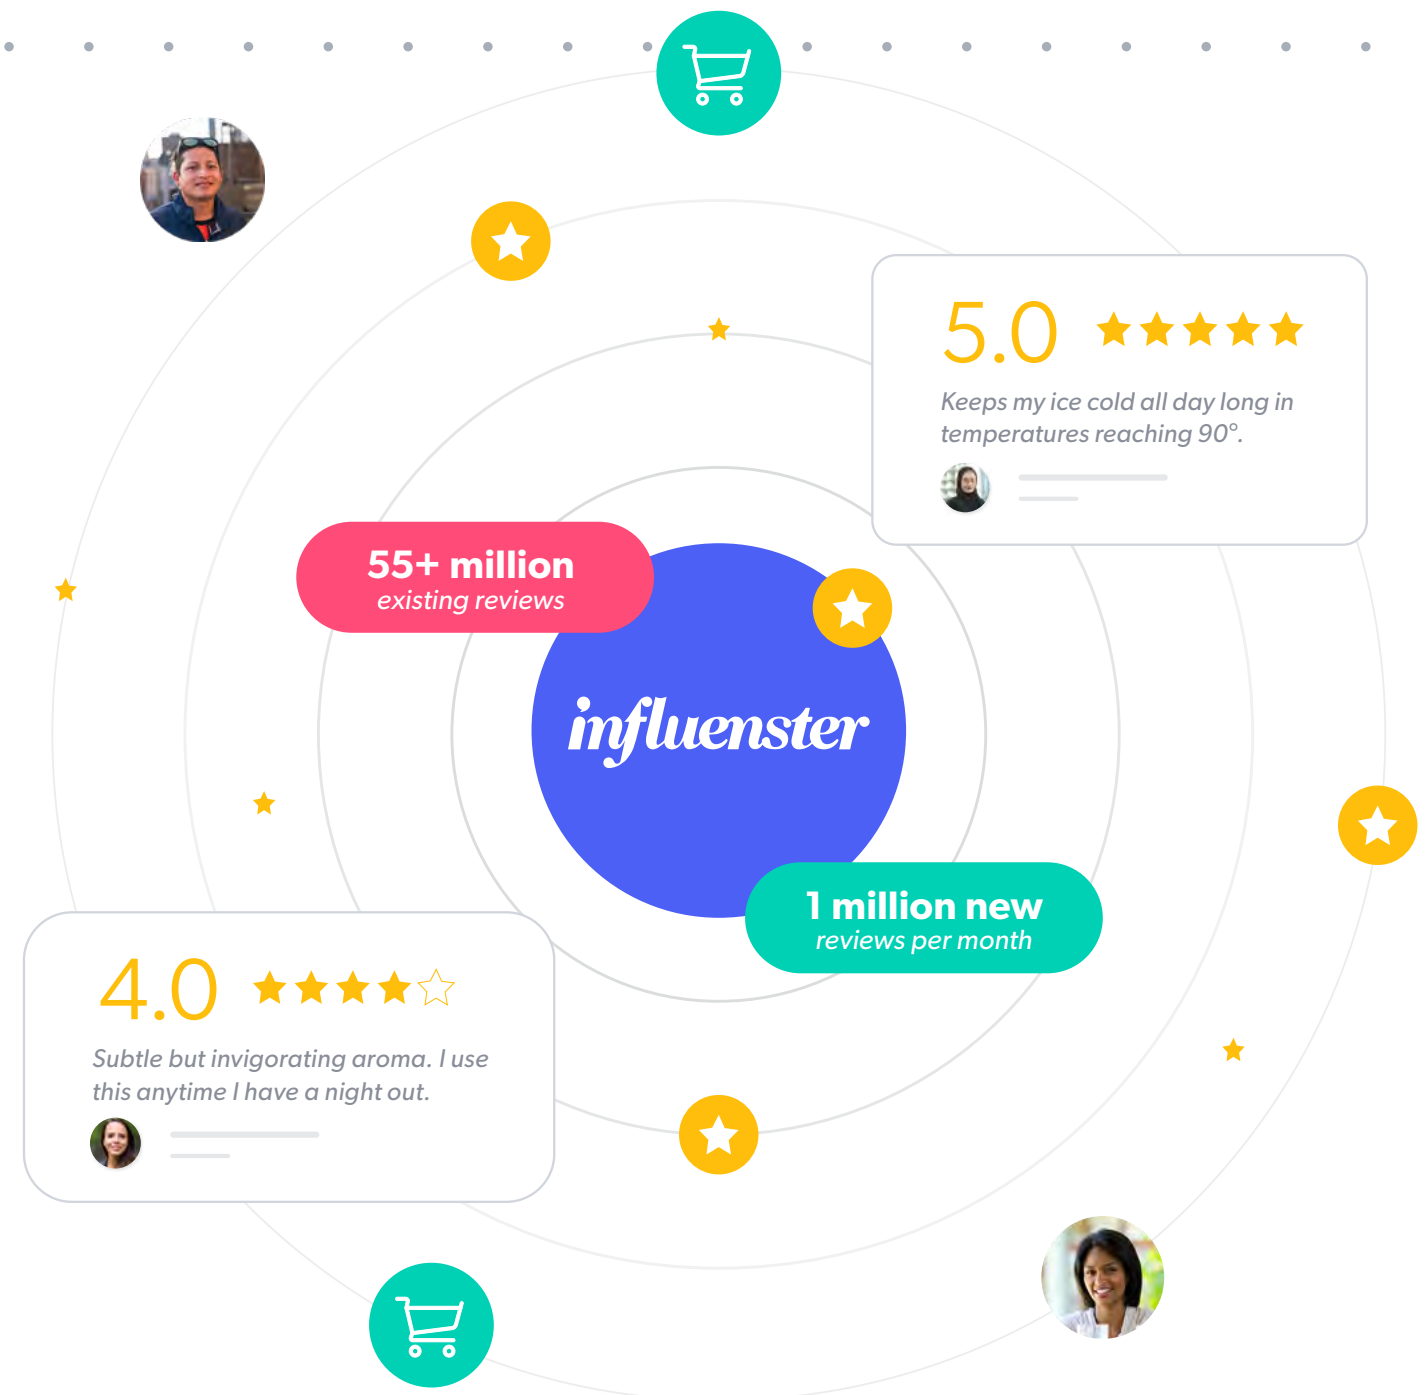 5.0
Keeps my ice cold all day long in
temperatures reaching 90°.
55+ million
existing reviews
influenster
1 million new
reviews per month
4.0
Subtle but invigorating aroma. I use
this anytime I have a night out.